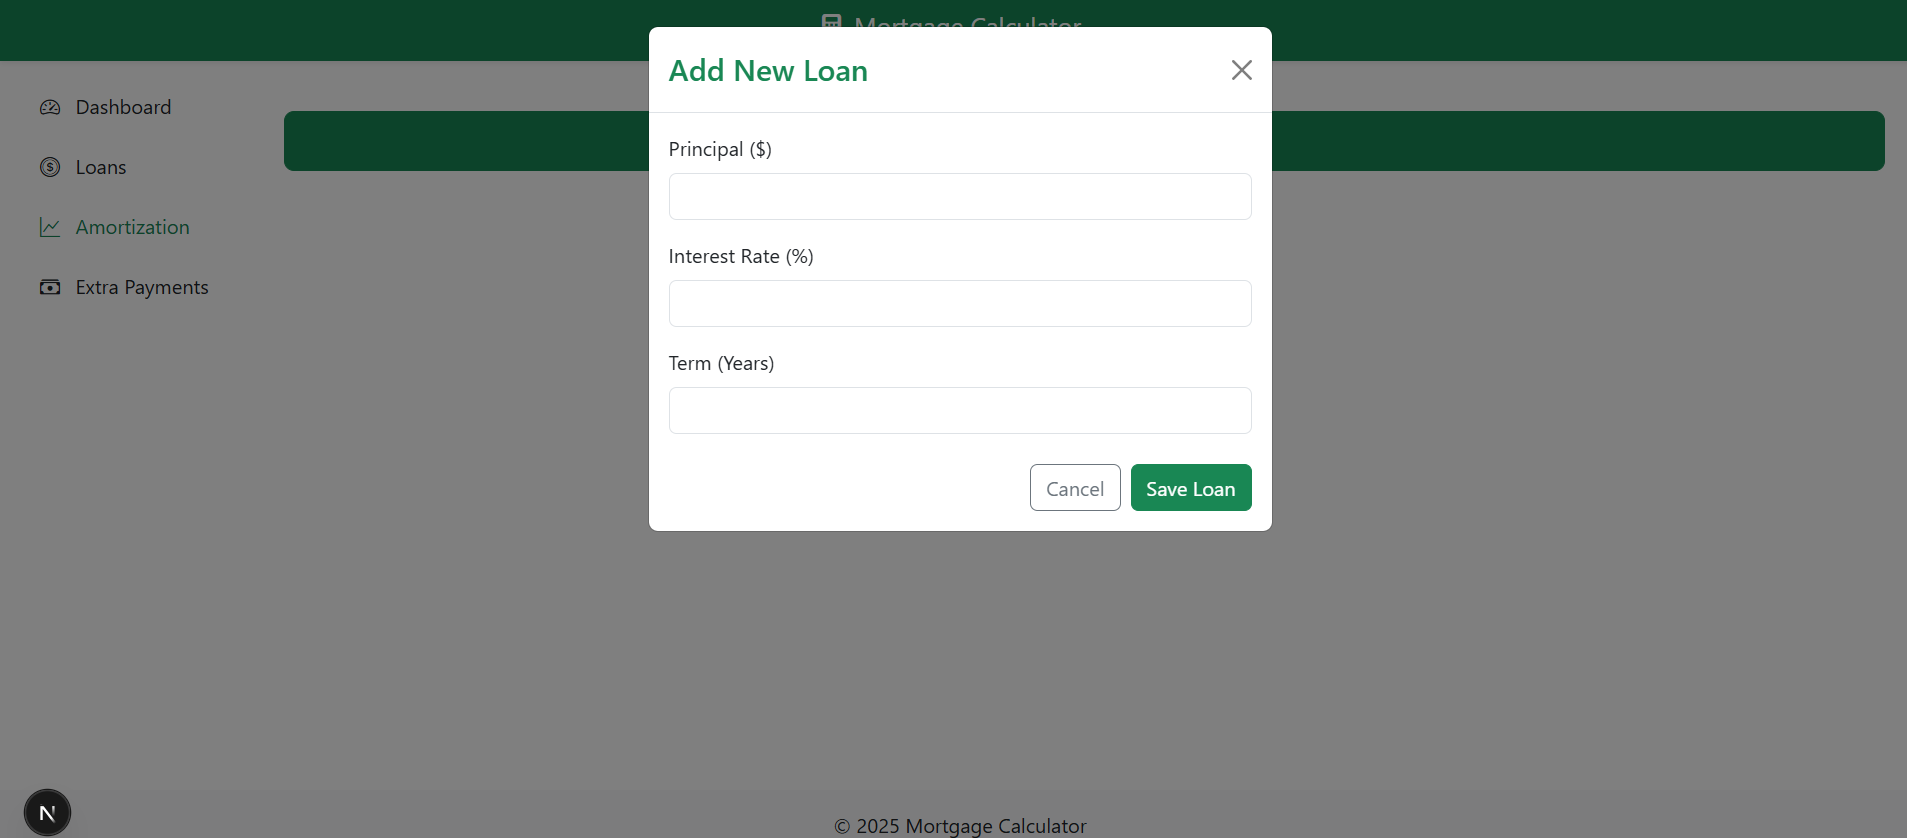 Mortgage Calculator
Add New Loan
Dashboard
Loans
Amortization
Extra Payments
Principal ($)
Interest Rate (%)
Term (Years)
Cancel
Save Loan
N
© 2025 Mortgage Calculator